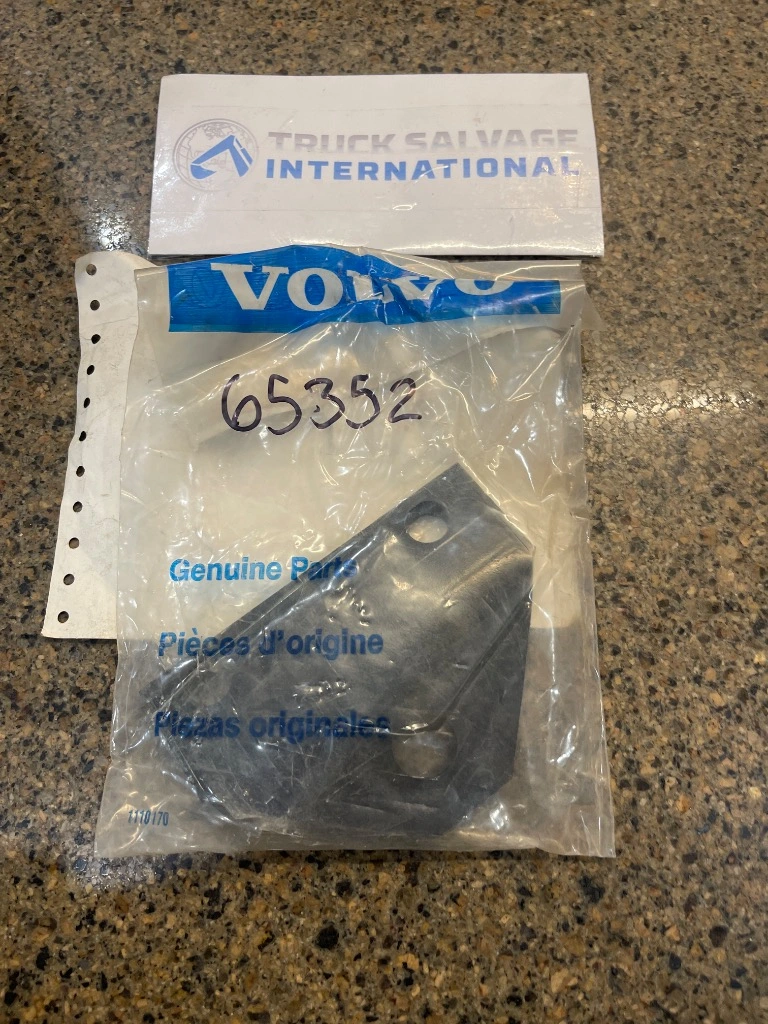 TRUCK SALVAGE
INTERNATIONAL
VOLVO
65352
Genuine Parts
Pièces d'origine
Piezas originales
1110170